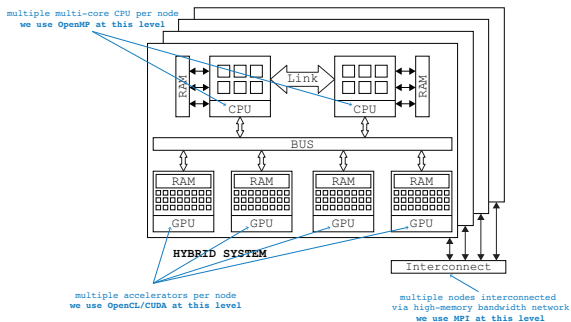 multiple multi-core CPU per node
we use OpenMP at this level
RAM
Link
RAM
CPU
CPU
BUS
RAM
RAM
RAM
RAM
GPU
GPU
GPU
GPU
HYBRID SYSTEM
Interconnect
multiple accelerators per node
we use OpenCL/CUDA at this level
multiple nodes interconnected
via high-memory bandwidth network
we use MPI at this level